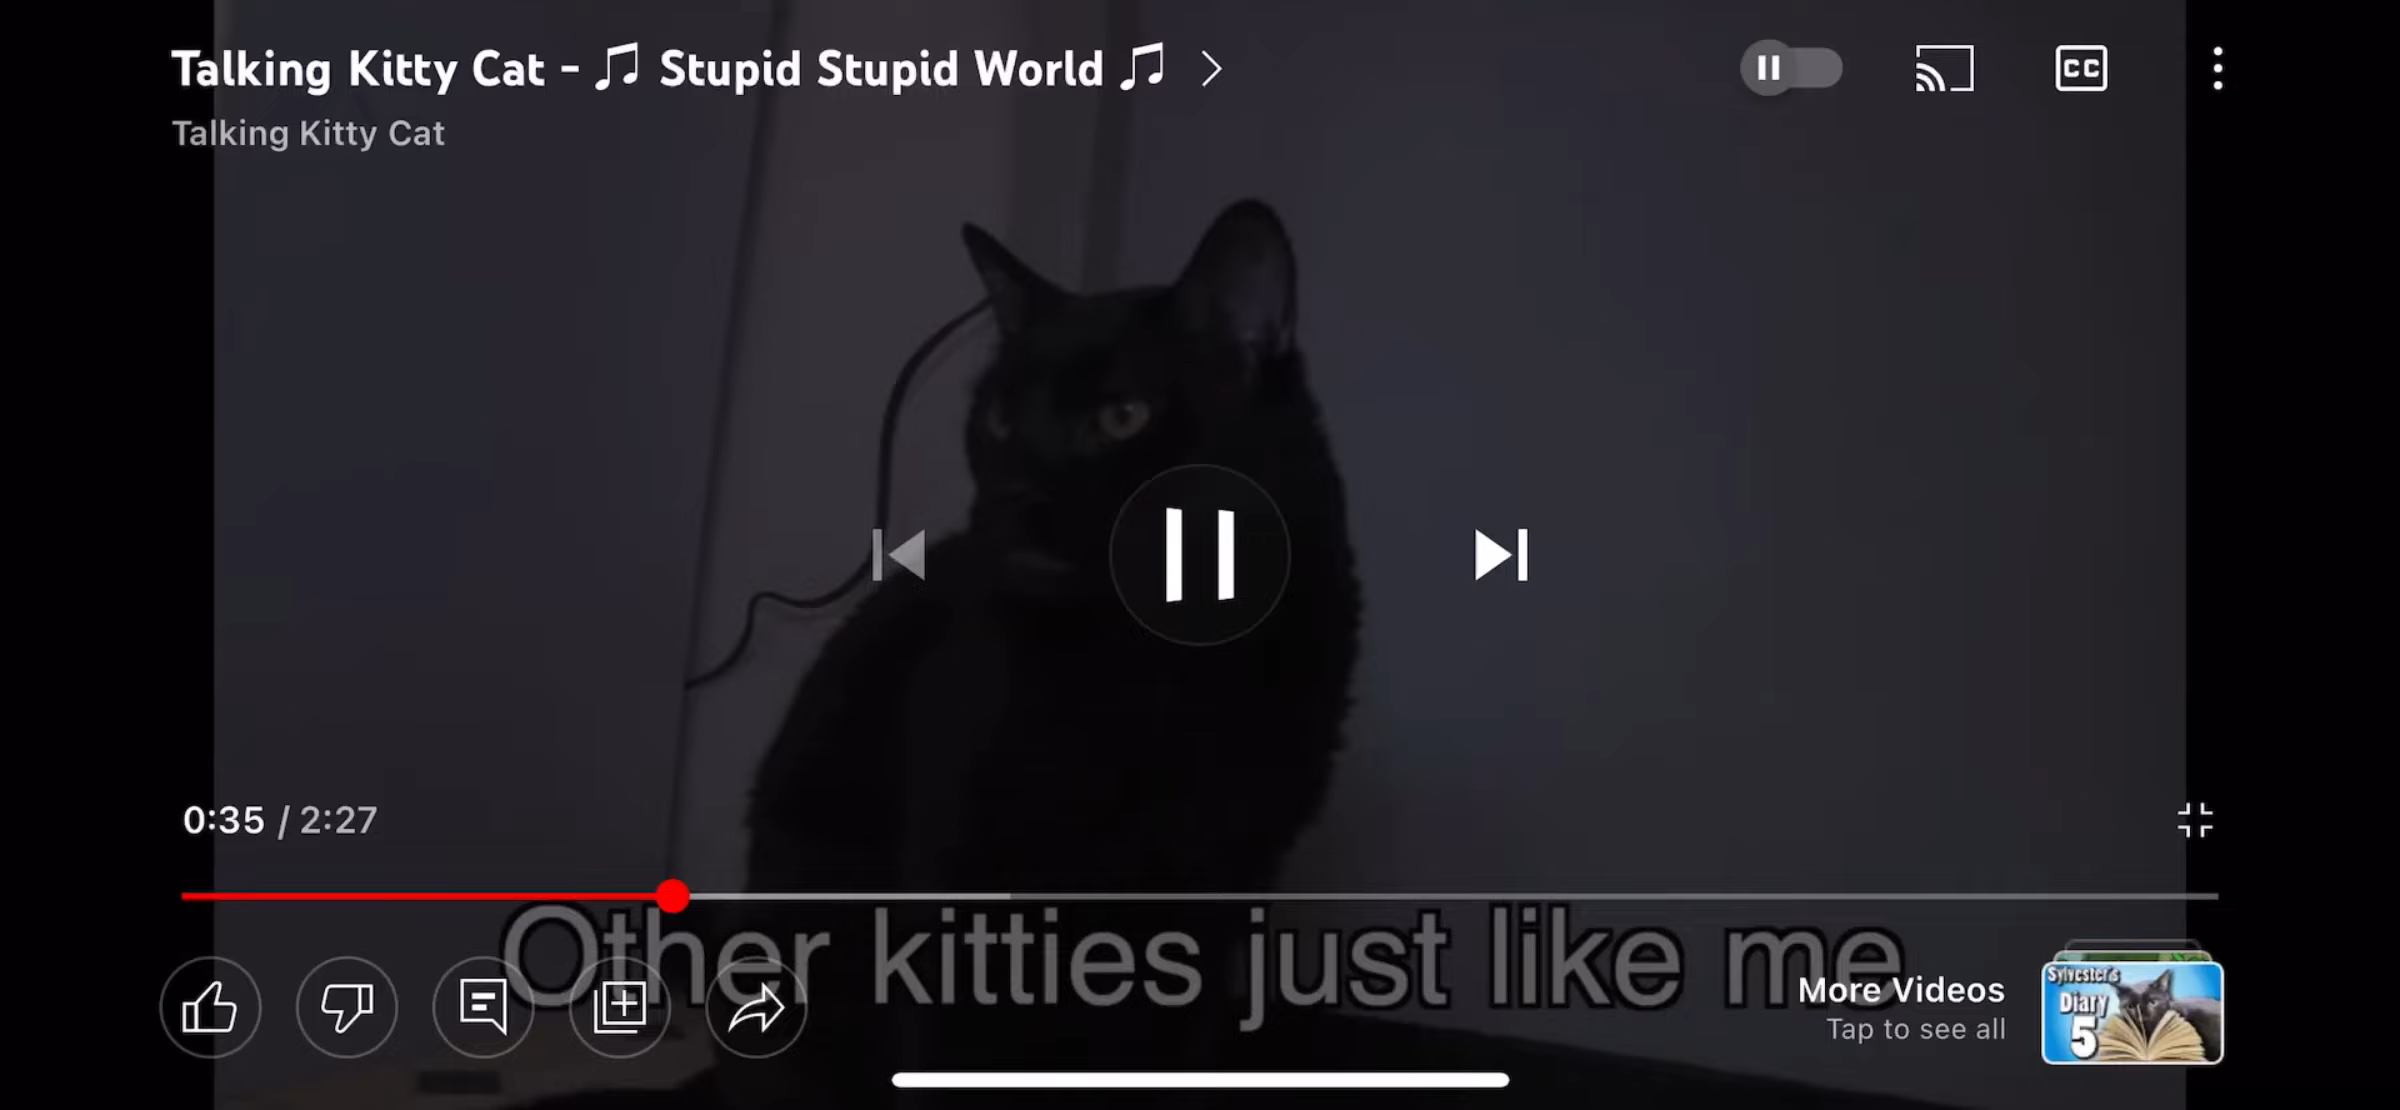 Talking Kitty Cat - 🎵 Stupid Stupid World 🎵
Talking Kitty Cat
CC
0:35 / 2:27
Other kitties just like me
More Videos
Tap to see all
Sylvester's
Diary
5